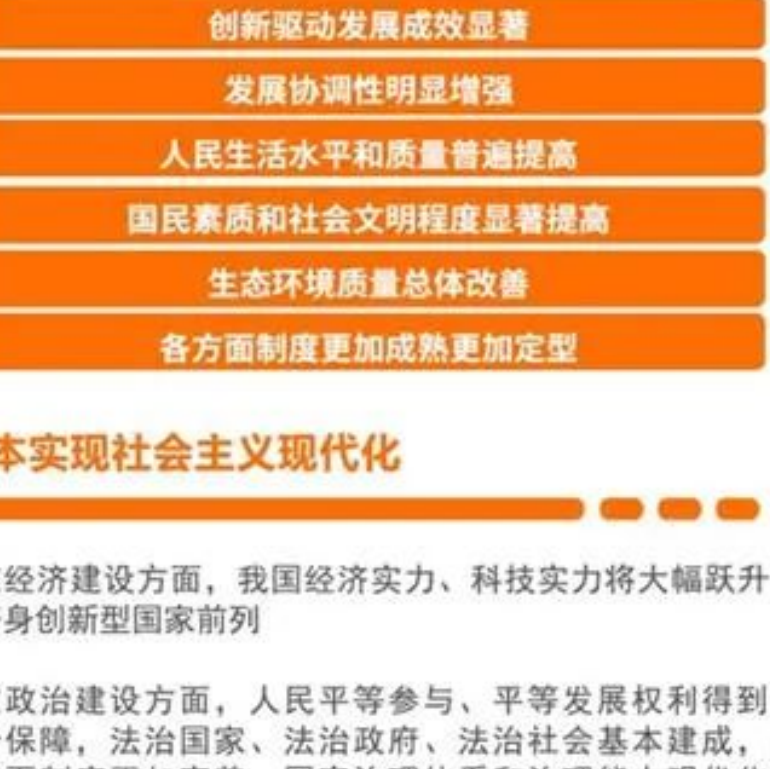 创新驱动发展成效显著
发展协调性明显增强
人民生活水平和质量普遍提高
国民素质和社会文明程度显著提高
生态环境质量总体改善
各方面制度更加成熟更加定型
本实现社会主义现代化
经济建设方面，我国经济实力、科技实力将大幅跃升
身创新型国家前列
政治建设方面，人民平等参与、平等发展权利得到
保障，法治国家、法治政府、法治社会基本建成，